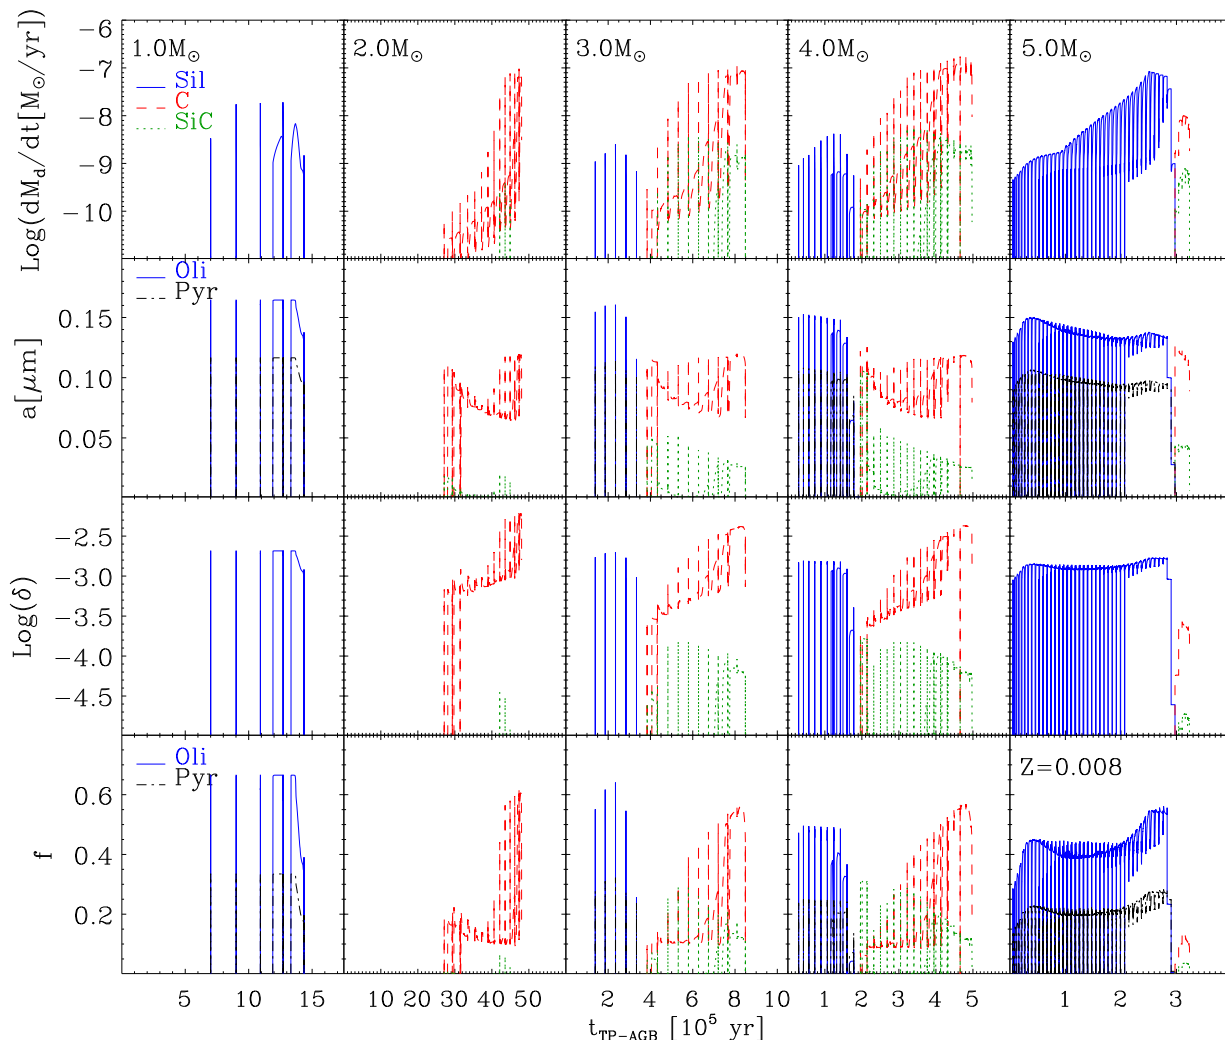 1.0M⊙ 2.0M⊙ 3.0M⊙ 4.0M⊙ 5.0M⊙
Sil
C
SiC
Log(dM_d/dt[M⊙/yr)
−6
−7
−8
−9
−10
Oli
Pyr
a[μm]
0.15
0.10
0.05
Log(δ)
−2.5
−3.0
−3.5
−4.0
−4.5
Oli
Pyr
Z=0.008
f
0.6
0.4
0.2
5 10 15 10 20 30 40 50 2 4 6 8 10 1 2 3 4 5 1 2 3
t_TP−AGB [10⁵ yr]